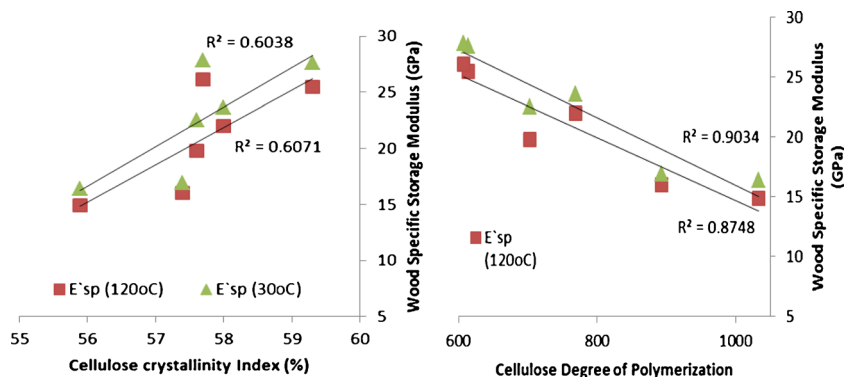 R² = 0.6038
R² = 0.6071
30
25
20
15
10
5
Wood Specific Storage Modulus (GPa)
E`sp (120oC)
E`sp (30oC)
55
56
57
58
59
60
Cellulose crystallinity Index (%)
R² = 0.9034
R² = 0.8748
30
25
20
15
10
5
Wood Specific Storage Modulus
(GPa)
E`sp
(120oC)
600
800
1000
Cellulose Degree of Polymerization